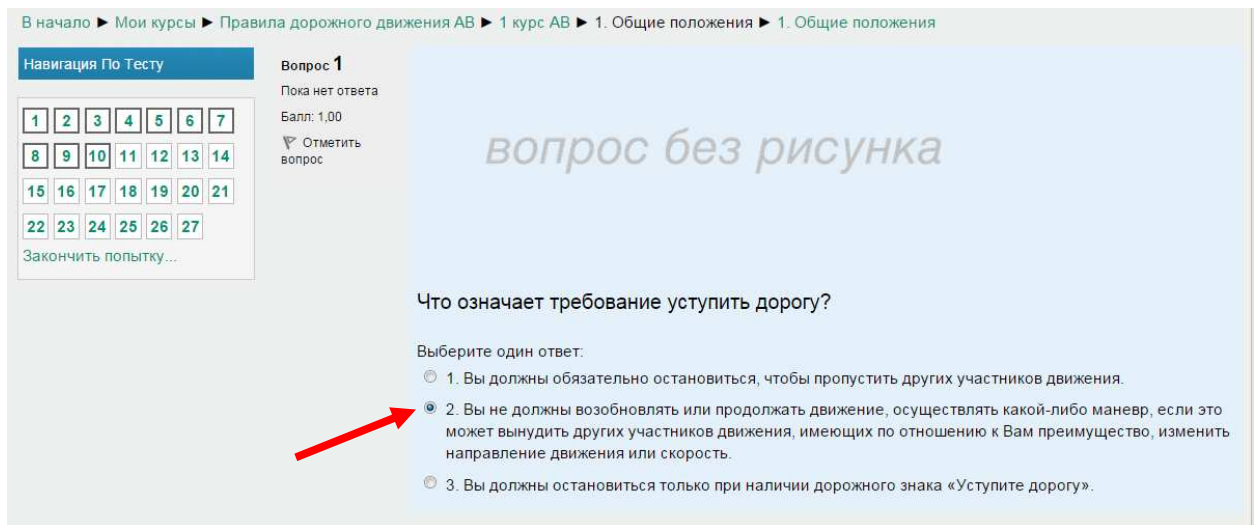 В начало ► Мои курсы ► Правила дорожного движения АВ ► 1 курс АВ ► 1. Общие положения ► 1. Общие положения
Навигация По Тесту
1 2 3 4 5 6 7
8 9 10 11 12 13 14
15 16 17 18 19 20 21
22 23 24 25 26 27
Закончить попытку...
Вопрос 1
Пока нет ответа
Балл: 1,00
Отметить
вопрос
вопрос без рисунка
Что означает требование уступить дорогу?
Выберите один ответ:
1. Вы должны обязательно остановиться, чтобы пропустить других участников движения.
2. Вы не должны возобновлять или продолжать движение, осуществлять какой-либо маневр, если это
может вынудить других участников движения, имеющих по отношению к Вам преимущество, изменить
направление движения или скорость.
3. Вы должны остановиться только при наличии дорожного знака «Уступите дорогу».